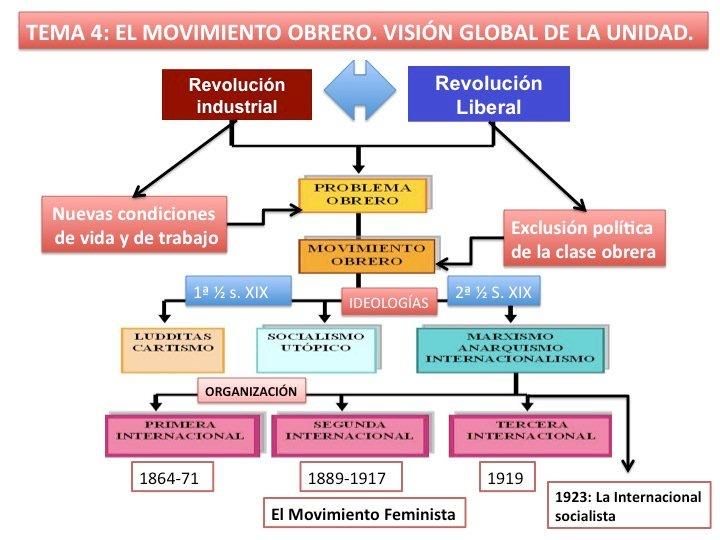 TEMA 4: EL MOVIMIENTO OBRERO. VISIÓN GLOBAL DE LA UNIDAD.
Revolución
industrial
Revolución
Liberal
PROBLEMA
OBRERO
Nuevas condiciones
de vida y de trabajo
Exclusión política
de la clase obrera
MOVIMIENTO
OBRERO
1ª ½ s. XIX
IDEOLOGÍAS
2ª ½ S. XIX
LUDDITAS
CARTISMO
SOCIALISMO
UTÓPICO
MARXISMO
ANARQUISMO
INTERNACIONALISMO
ORGANIZACIÓN
PRIMERA
INTERNACIONAL
SEGUNDA
INTERNACIONAL
TERCERA
INTERNACIONAL
1864-71
1889-1917
1919
1923: La Internacional
socialista
El Movimiento Feminista